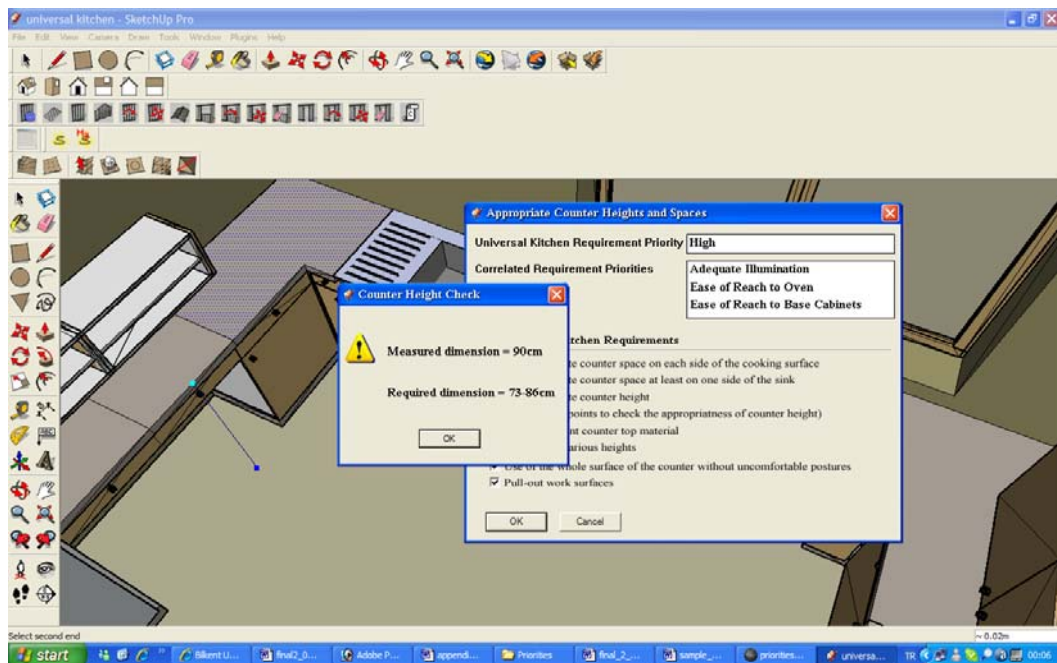 universal kitchen - SketchUp Pro
File Edit View Camera Draw Tools Window Plugins Help
Appropriate Counter Heights and Spaces
Universal Kitchen Requirement Priority High
Correlated Requirement Priorities
Adequate Illumination
Ease of Reach to Oven
Ease of Reach to Base Cabinets
Counter Height Check
Measured dimension = 90cm
Required dimension = 73-86cm
OK
tchen Requirements
te counter space on each side of the cooking surface
te counter space at least on one side of the sink
te counter height
points to check the appropriatness of counter height)
nt counter top material
arious heights
Use of the whole surface of the counter without uncomfortable postures
Pull-out work surfaces
OK Cancel
Select second end
~ 0.02m
start Bilkent U... final2_0... Adobe P... appendi... Priorities final_2_... sample_... priorities... universa... TR 00:06